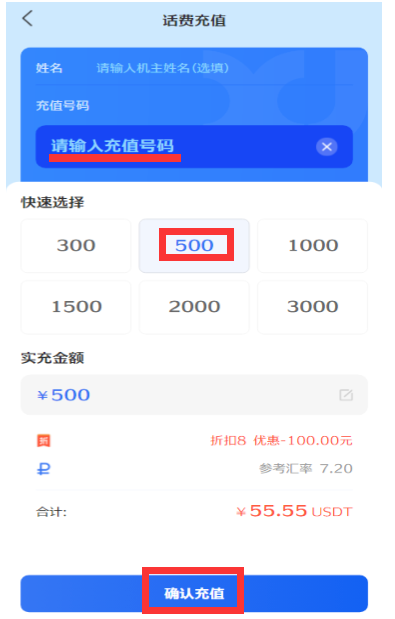 话费充值
姓名 请输入机主姓名(选填)
充值号码
请输入充值号码
快速选择
300 500 1000
1500 2000 3000
实充金额
￥500
折 折扣8 优惠-100.00元
参考汇率 7.20
合计: ￥55.55 USDT
确认充值